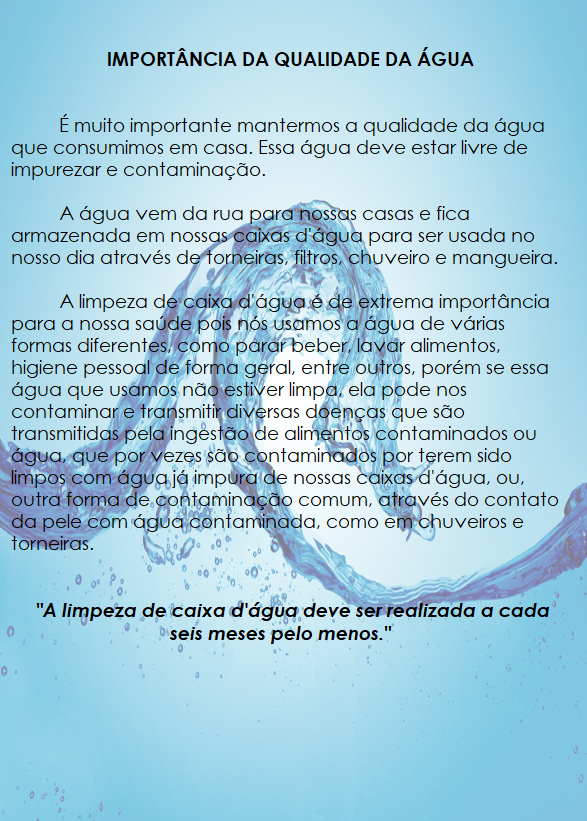 IMPORTÂNCIA DA QUALIDADE DA ÁGUA
É muito importante mantermos a qualidade da água
que consumimos em casa. Essa água deve estar livre de
impurezar e contaminação.
A água vem da rua para nossas casas e fica
armazenada em nossas caixas d'água para ser usada no
nosso dia através de torneiras, filtros, chuveiro e mangueira.
A limpeza de caixa d'água é de extrema importância
para a nossa saúde pois nós usamos a água de várias
formas diferentes, como parar beber, lavar alimentos,
higiene pessoal de forma geral, entre outros, porém se essa
água que usamos não estiver limpa, ela pode nos
contaminar e transmitir diversas doenças que são
transmitidas pela ingestão de alimentos contaminados ou
água, que por vezes são contaminados por terem sido
limpos com água já impura de nossas caixas d'água, ou,
outra forma de contaminação comum, através do contato
da pele com água contaminada, como em chuveiros e
torneiras.
"A limpeza de caixa d'água deve ser realizada a cada
seis meses pelo menos."